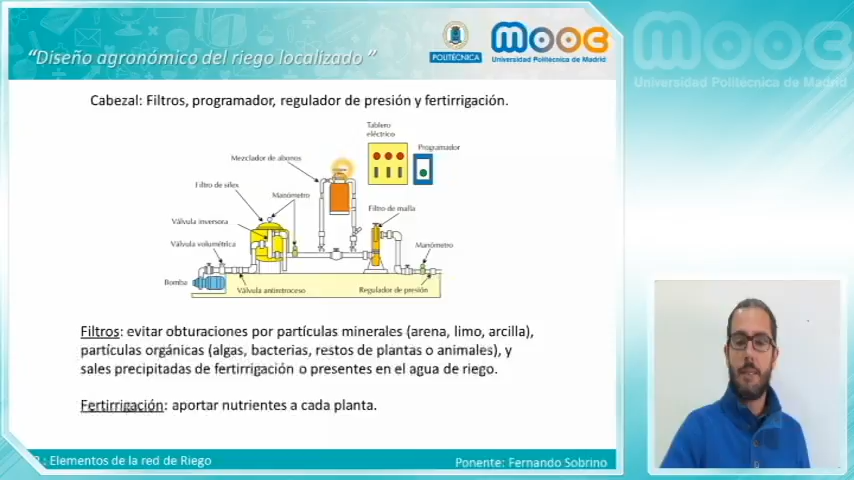 “Diseño agronómico del riego localizado ”
POLITÉCNICA
mooc
Universidad Politécnica de Madrid
mooc
Universidad Politécnica de Madrid
Cabezal: Filtros, programador, regulador de presión y fertirrigación.
Tablero
eléctrico
Programador
Mezclador de abonos
Filtro de sílex
Manómetro
Filtro de malla
Válvula inversora
Válvula volumétrica
Manómetro
Bomba
Válvula antirretroceso
Regulador de presión
Filtros: evitar obturaciones por partículas minerales (arena, limo, arcilla),
partículas orgánicas (algas, bacterias, restos de plantas o animales), y
sales precipitadas de fertirrigación o presentes en el agua de riego.
Fertirrigación: aportar nutrientes a cada planta.
: Elementos de la red de Riego
Ponente: Fernando Sobrino